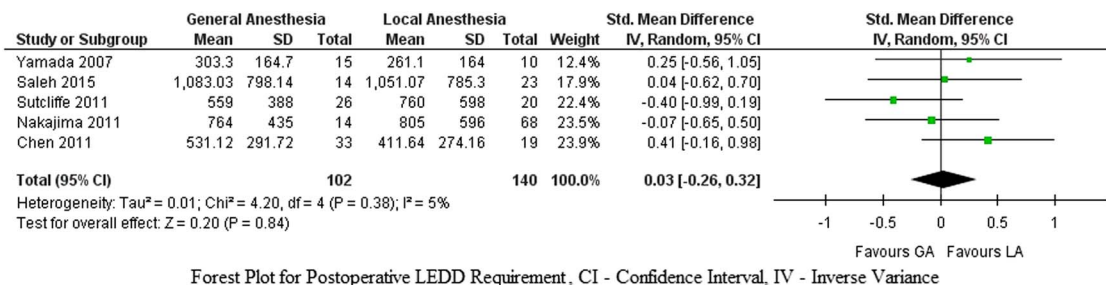 General Anesthesia Local Anesthesia Std. Mean Difference Std. Mean Difference
Study or Subgroup Mean SD Total Mean SD Total Weight IV, Random, 95% CI IV, Random, 95% CI
Yamada 2007 303.3 164.7 15 261.1 164 10 12.4% 0.25 [-0.56, 1.05]
Saleh 2015 1,083.03 798.14 14 1,051.07 785.3 23 17.9% 0.04 [-0.62, 0.70]
Sutcliffe 2011 559 388 26 760 598 20 22.4% -0.40 [-0.99, 0.19]
Nakajima 2011 764 435 14 805 596 68 23.5% -0.07 [-0.65, 0.50]
Chen 2011 531.12 291.72 33 411.64 274.16 19 23.9% 0.41 [-0.16, 0.98]
Total (95% CI) 102 140 100.0% 0.03 [-0.26, 0.32]
Heterogeneity: Tau² = 0.01; Chi² = 4.20, df = 4 (P = 0.38); I² = 5%
Test for overall effect: Z = 0.20 (P = 0.84)
-1 -0.5 0 0.5 1
Favours GA Favours LA
Forest Plot for Postoperative LEDD Requirement, CI - Confidence Interval, IV - Inverse Variance